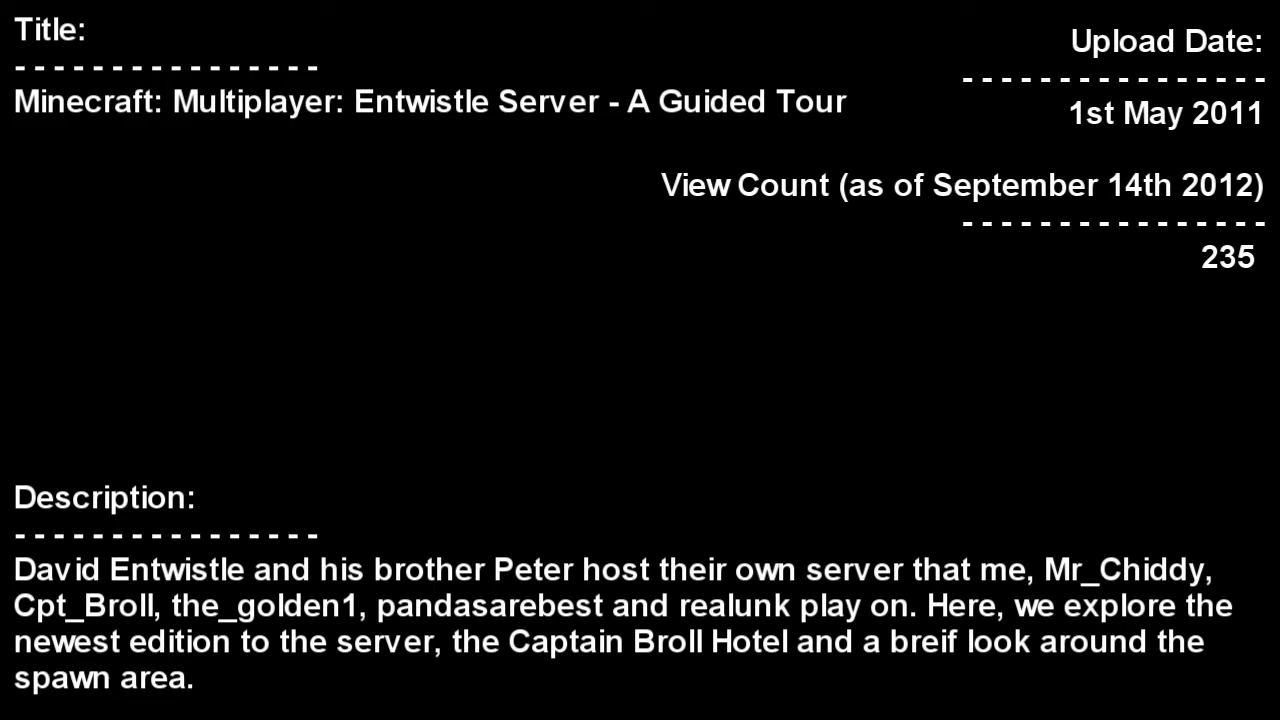 Title:
- - - - - - - - - - - - - - - -
Minecraft: Multiplayer: Entwistle Server - A Guided Tour
Upload Date:
- - - - - - - - - - - - - - - -
1st May 2011
View Count (as of September 14th 2012)
- - - - - - - - - - - - - - - -
235
Description:
- - - - - - - - - - - - - - - -
David Entwistle and his brother Peter host their own server that me, Mr_Chiddy,
Cpt_Broll, the_golden1, pandasarebest and realunk play on. Here, we explore the
newest edition to the server, the Captain Broll Hotel and a breif look around the
spawn area.